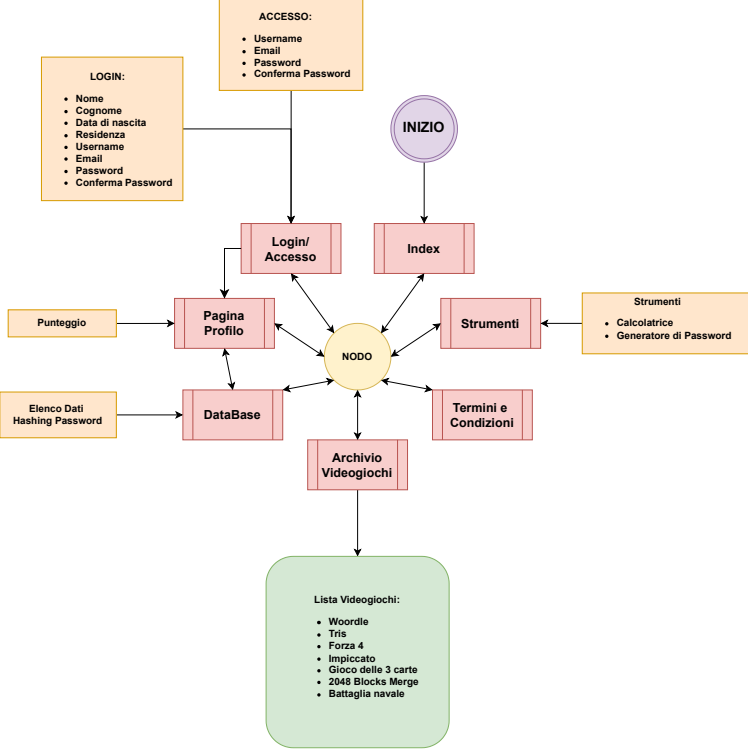 ACCESSO:
Username
Email
Password
Conferma Password
LOGIN:
Nome
Cognome
Data di nascita
Residenza
Username
Email
Password
Conferma Password
INIZIO
Login/
Accesso
Index
Pagina
Profilo
Punteggio
Strumenti
Strumenti
Calcolatrice
Generatore di Password
NODO
Elenco Dati
Hashing Password
DataBase
Termini e
Condizioni
Archivio
Videogiochi
Lista Videogiochi:
Woordle
Tris
Forza 4
Impiccato
Gioco delle 3 carte
2048 Blocks Merge
Battaglia navale